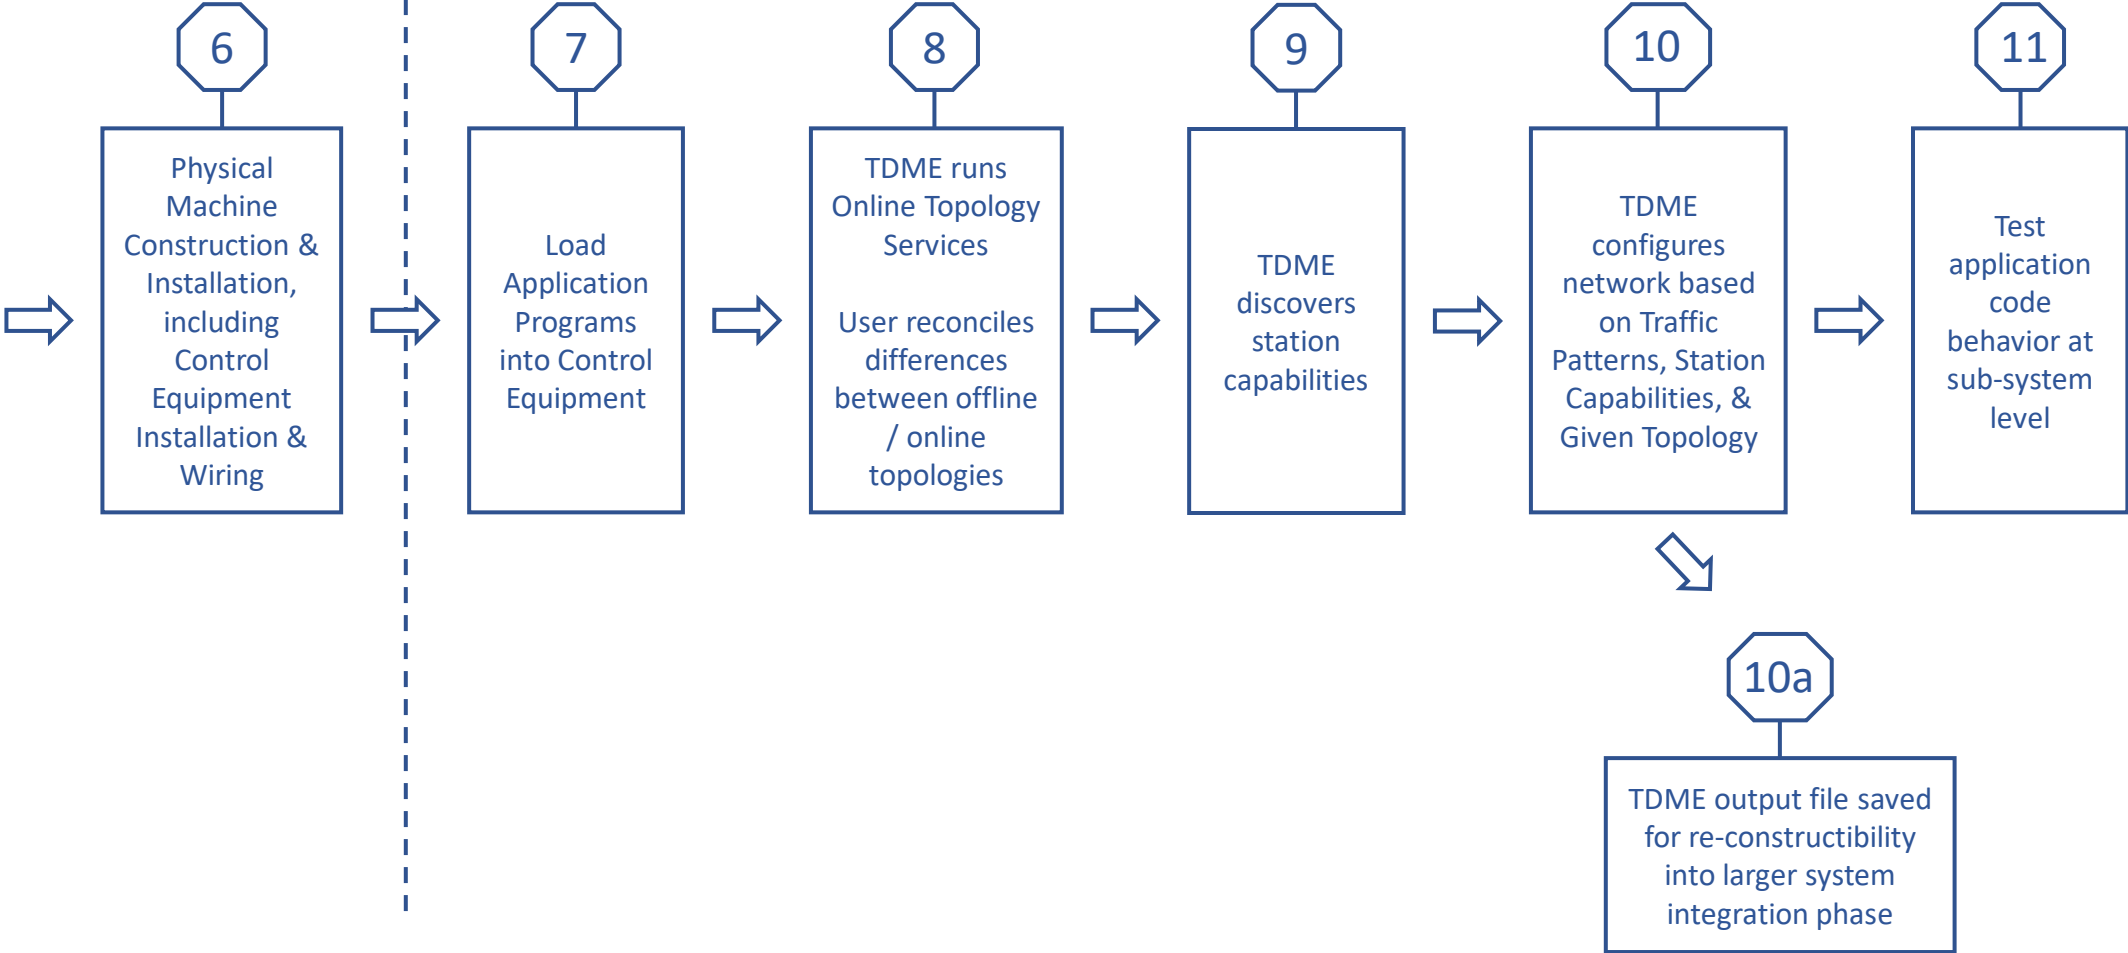 6
Physical
Machine
Construction &
Installation,
including
Control
Equipment
Installation &
Wiring
7
Load
Application
Programs
into Control
Equipment
8
TDME runs
Online Topology
Services
User reconciles
differences
between offline
/ online
topologies
9
TDME
discovers
station
capabilities
10
TDME
configures
network based
on Traffic
Patterns, Station
Capabilities, &
Given Topology
11
Test
application
code
behavior at
sub-system
level
10a
TDME output file saved
for re-constructibility
into larger system
integration phase